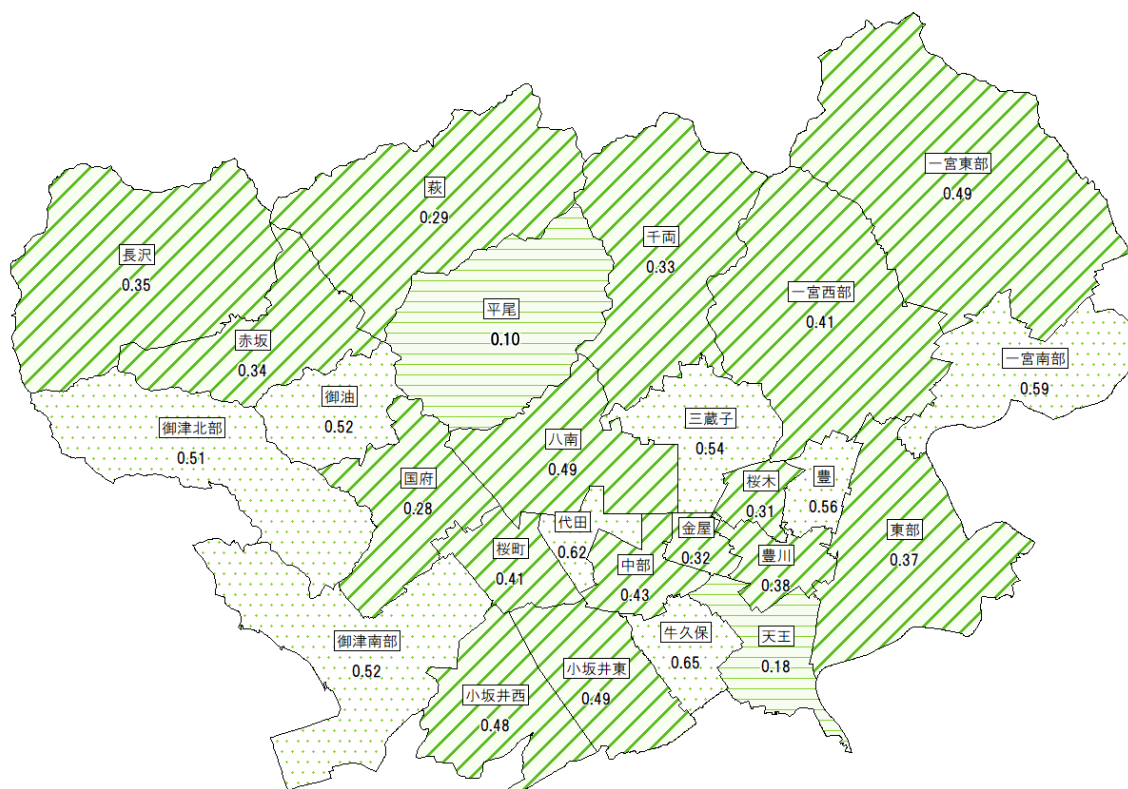 一宮東部
0.49
萩
0.29
千両
0.33
長沢
0.35
一宮西部
0.41
平尾
0.10
赤坂
0.34
一宮南部
0.59
御油
0.52
三蔵子
0.54
御津北部
0.51
八南
0.49
国府
0.28
桜木
0.31
豊
0.56
代田
0.62
金屋
0.32
東部
0.37
桜町
0.41
中部
0.43
豊川
0.38
御津南部
0.52
牛久保
0.65
天王
0.18
小坂井西
0.48
小坂井東
0.49